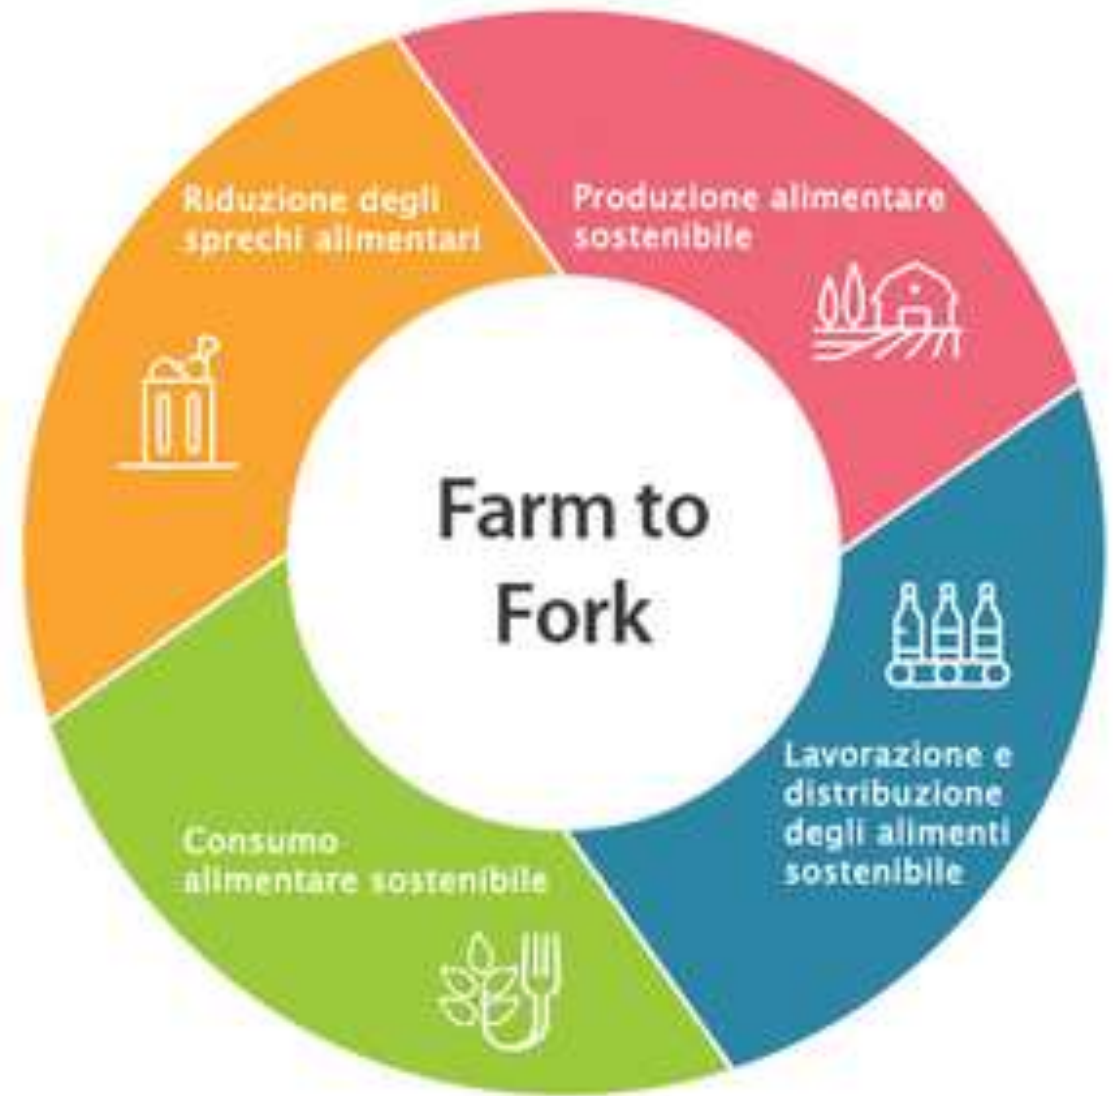 Riduzione degli
sprechi alimentari
Produzione alimentare
sostenibile
Farm to
Fork
Lavorazione e
distribuzione
degli alimenti
sostenibile
Consumo
alimentare sostenibile